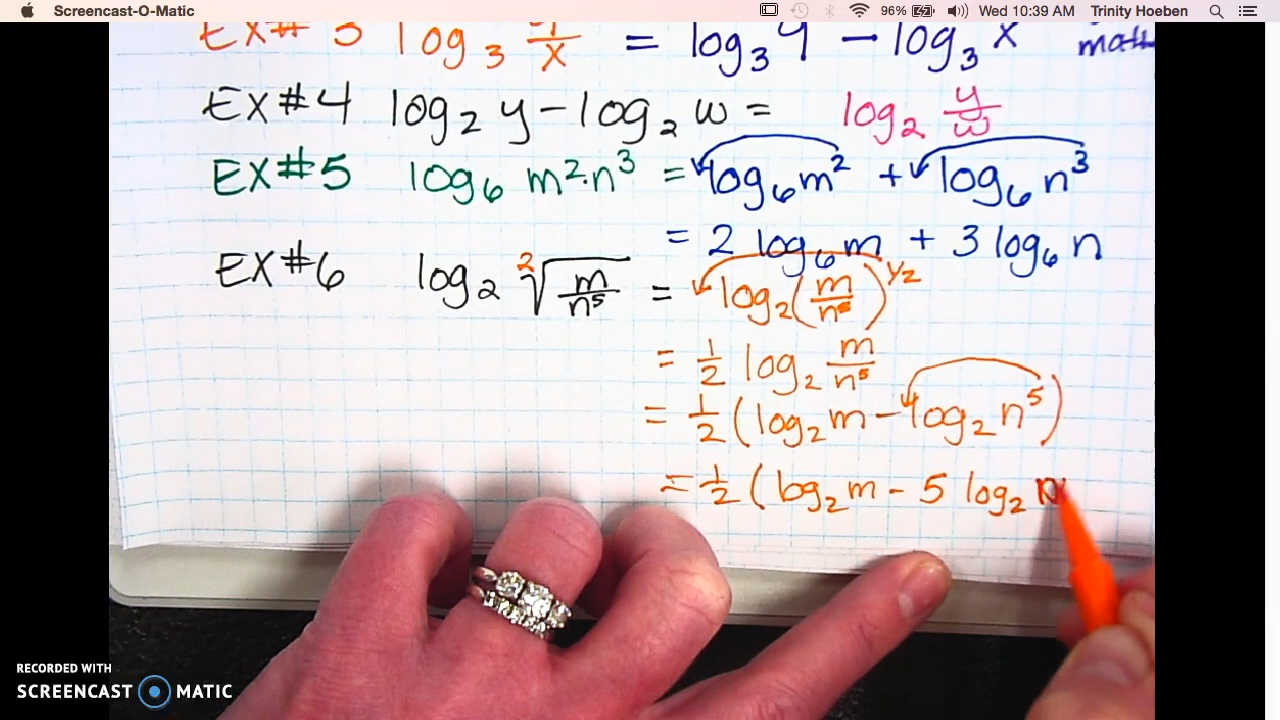 Screencast-O-Matic 96% Wed 10:39 AM Trinity Hoeben
EX# 3 log₃ y/x = log₃ y − log₃ x math
EX#4 log₂ y − log₂ w = log₂ y/w
EX#5 log₆ m²·n³ = log₆ m² + log₆ n³
= 2 log₆ m + 3 log₆ n
EX#6 log₂ ²√(m/n⁵) = log₂ (m/n⁵)^1/2
= 1/2 log₂ m/n⁵
= 1/2 (log₂ m − log₂ n⁵)
= 1/2 (log₂ m − 5 log₂ n
RECORDED WITH
SCREENCAST MATIC